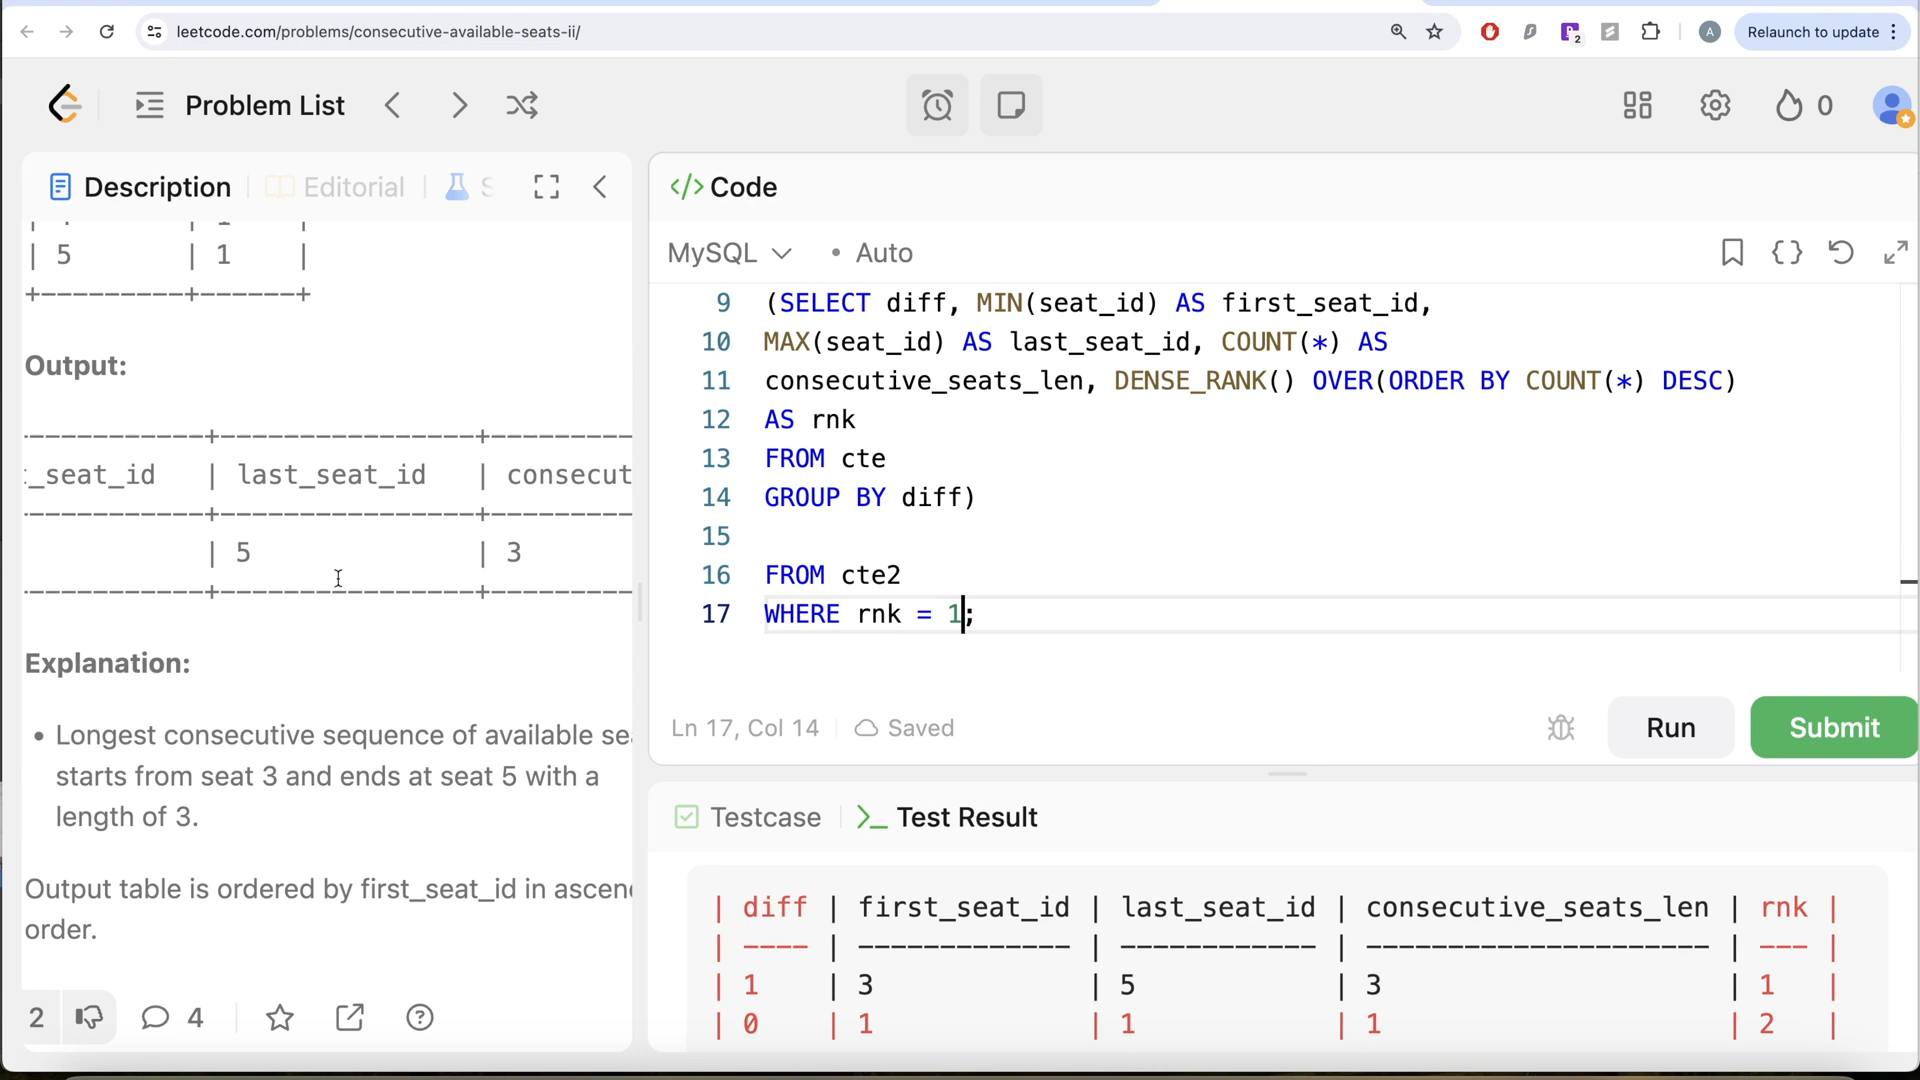 leetcode.com/problems/consecutive-available-seats-ii/
2
A
Relaunch to update
Problem List
0
Description
Editorial
S
</> Code
| 5 | 1 |
+---------+------+
Output:
-----------+---------------+---------
_seat_id | last_seat_id | consecut
-----------+---------------+---------
| 5 | 3
-----------+---------------+---------
Explanation:
• Longest consecutive sequence of available se
starts from seat 3 and ends at seat 5 with a
length of 3.
Output table is ordered by first_seat_id in ascen
order.
2
4
MySQL
• Auto
9 (SELECT diff, MIN(seat_id) AS first_seat_id,
10 MAX(seat_id) AS last_seat_id, COUNT(*) AS
11 consecutive_seats_len, DENSE_RANK() OVER(ORDER BY COUNT(*) DESC)
12 AS rnk
13 FROM cte
14 GROUP BY diff)
15
16 FROM cte2
17 WHERE rnk = 1;
Ln 17, Col 14
Saved
Run
Submit
Testcase
>_ Test Result
| diff | first_seat_id | last_seat_id | consecutive_seats_len | rnk |
| ---- | ------------- | ------------ | --------------------- | --- |
| 1 | 3 | 5 | 3 | 1 |
| 0 | 1 | 1 | 1 | 2 |